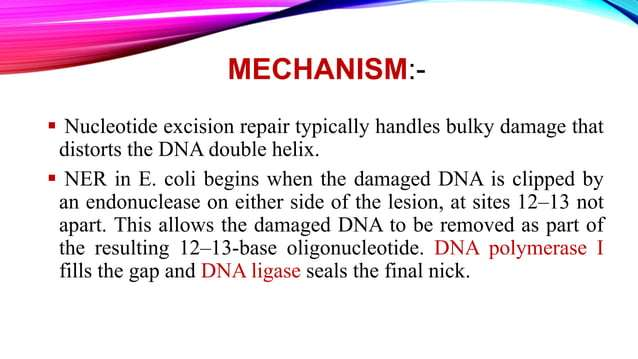 MECHANISM:-
▪ Nucleotide excision repair typically handles bulky damage that
distorts the DNA double helix.
▪ NER in E. coli begins when the damaged DNA is clipped by
an endonuclease on either side of the lesion, at sites 12–13 not
apart. This allows the damaged DNA to be removed as part of
the resulting 12–13-base oligonucleotide. DNA polymerase I
fills the gap and DNA ligase seals the final nick.